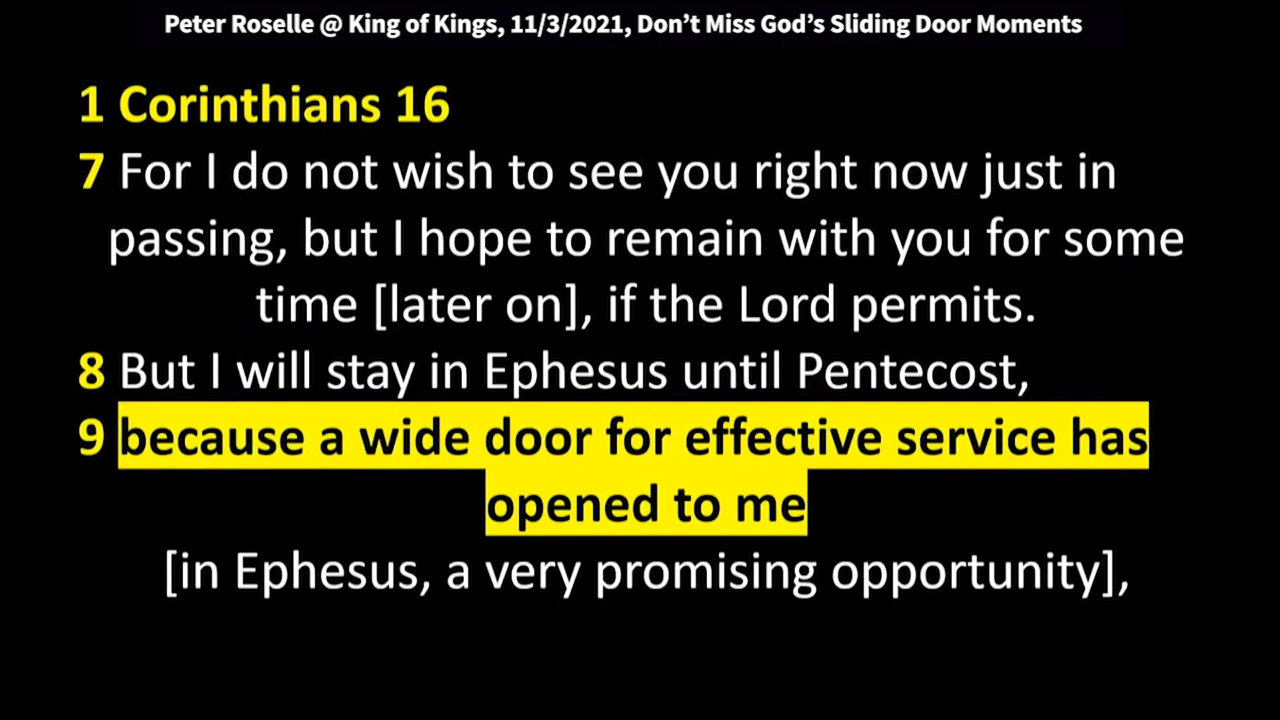 Peter Roselle @ King of Kings, 11/3/2021, Don’t Miss God’s Sliding Door Moments
1 Corinthians 16
7 For I do not wish to see you right now just in
passing, but I hope to remain with you for some
time [later on], if the Lord permits.
8 But I will stay in Ephesus until Pentecost,
9 because a wide door for effective service has
opened to me
[in Ephesus, a very promising opportunity],